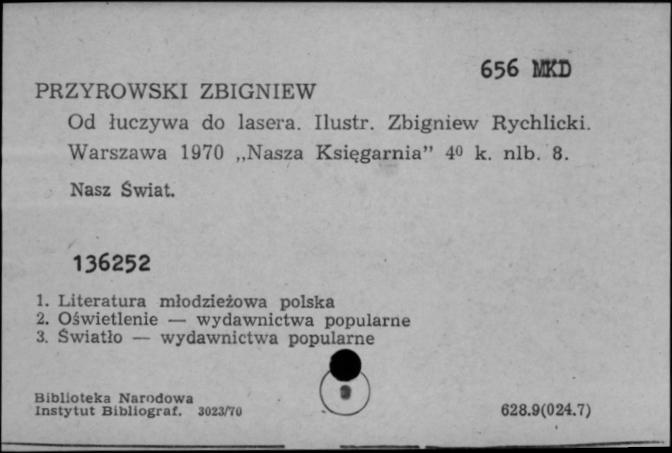 656 MKD
PRZYROWSKI ZBIGNIEW
Od łuczywa do lasera. Ilustr. Zbigniew Rychlicki.
Warszawa 1970 „Nasza Księgarnia” 4⁰ k. nlb. 8.
Nasz Świat.
136252
1. Literatura młodzieżowa polska
2. Oświetlenie — wydawnictwa popularne
3. Światło — wydawnictwa popularne
Biblioteka Narodowa
Instytut Bibliograf. 3023/70
628.9(024.7)